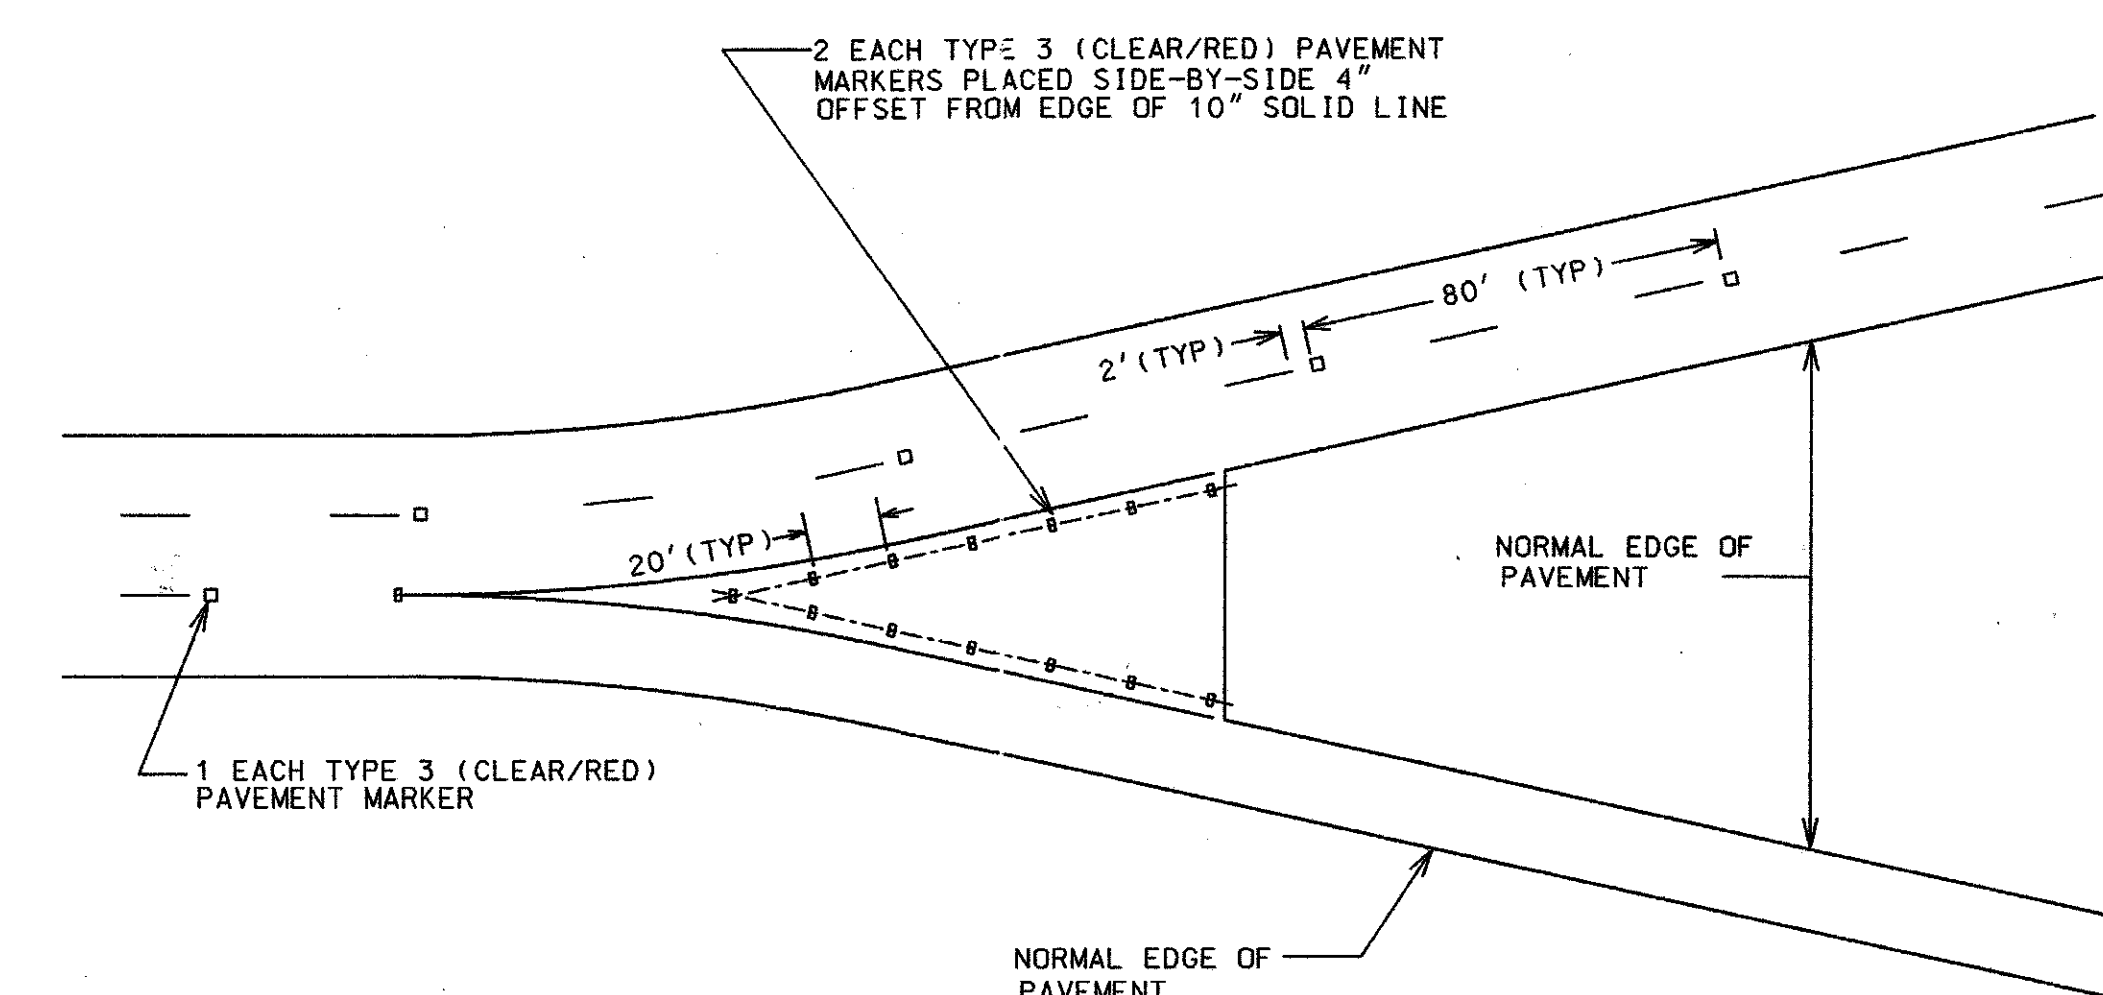 2 EACH TYPE 3 (CLEAR/RED) PAVEMENT
MARKERS PLACED SIDE-BY-SIDE 4"
OFFSET FROM EDGE OF 10" SOLID LINE
80' (TYP)
2' (TYP)
20' (TYP)
NORMAL EDGE OF
PAVEMENT
1 EACH TYPE 3 (CLEAR/RED)
PAVEMENT MARKER
NORMAL EDGE OF
PAVEMENT